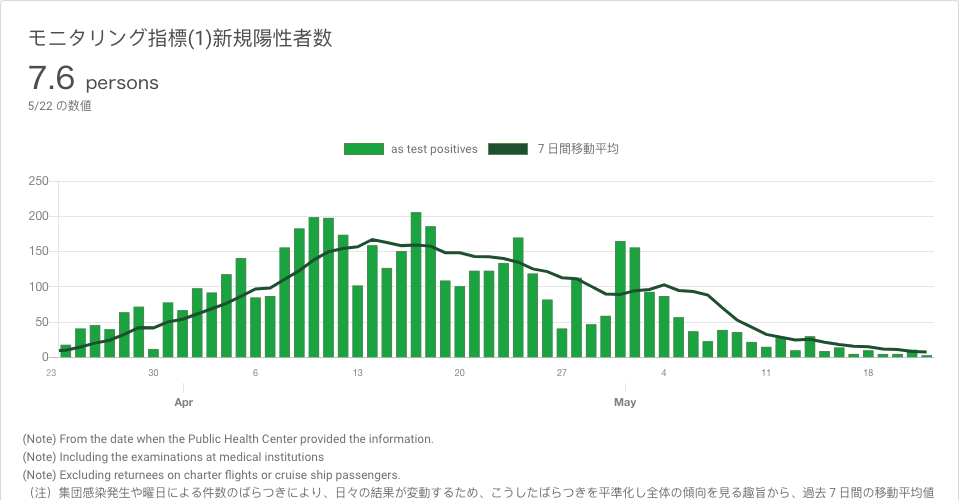 モニタリング指標(1)新規陽性者数
7.6 persons
5/22 の数値
as test positives 7 日間移動平均
250
200
150
100
50
0
23 30 6 13 20 27 4 11 18
Apr May
(Note) From the date when the Public Health Center provided the information.
(Note) Including the examinations at medical institutions
(Note) Excluding returnees on charter flights or cruise ship passengers.
（注）集団感染発生や曜日による件数のばらつきにより、日々の結果が変動するため、こうしたばらつきを平準化し全体の傾向を見る趣旨から、過去７日間の移動平均値